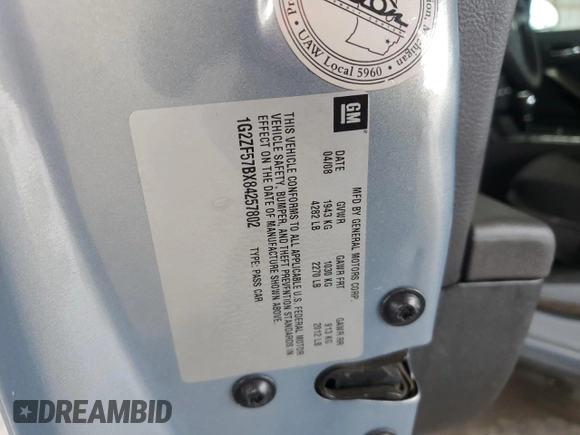 GM
MFD BY GENERAL MOTORS CORP.
DATE GVWR GAWR FRT GAWR RR
04/08 1943 KG 1030 KG 913 KG
4282 LB 2270 LB 2012 LB
THIS VEHICLE CONFORMS TO ALL APPLICABLE U.S. FEDERAL MOTOR
VEHICLE SAFETY, BUMPER, AND THEFT PREVENTION STANDARDS IN
EFFECT ON THE DATE OF MANUFACTURE SHOWN ABOVE.
1G2ZF57BX84257802 TYPE: PASS CAR
UAW Local 5960
Michigan
DREAMBID